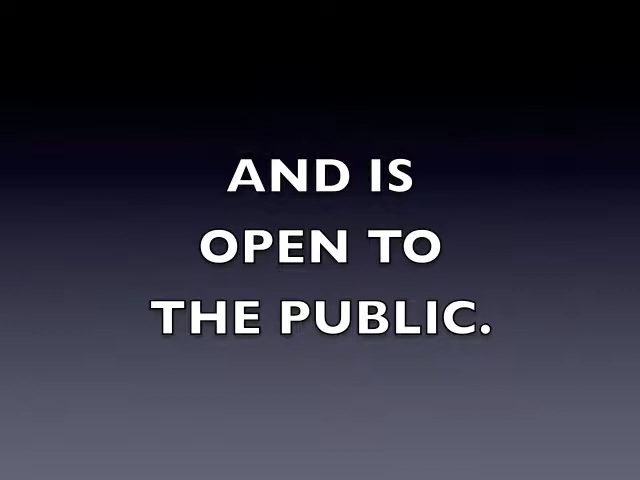 AND IS
OPEN TO
THE PUBLIC.